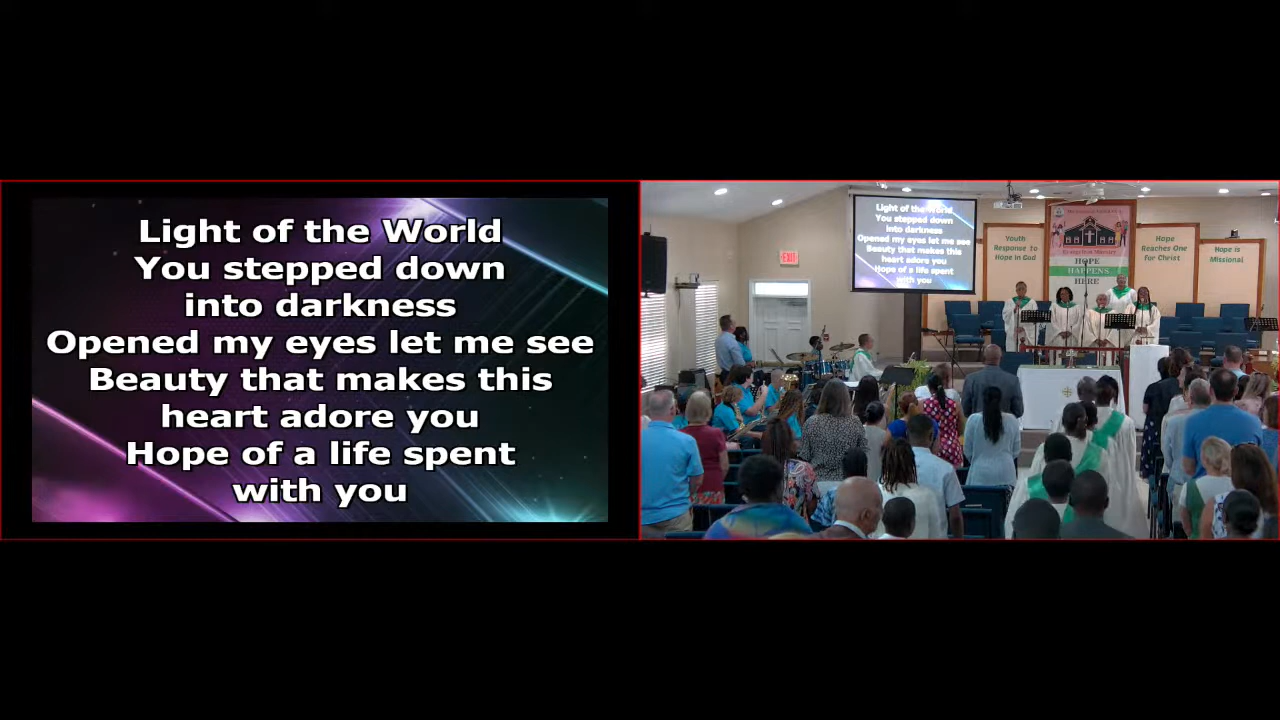 Light of the World
You stepped down
into darkness
Opened my eyes let me see
Beauty that makes this
heart adore you
Hope of a life spent
with you
Light of the World
You stepped down
into darkness
Opened my eyes let me see
Beauty that makes this
heart adore you
Hope of a life spent
with you
EXIT
Youth
Response to
Hope in God
HOPE
HAPPENS
HERE
Hope
Reaches One
for Christ
Hope is
Missional